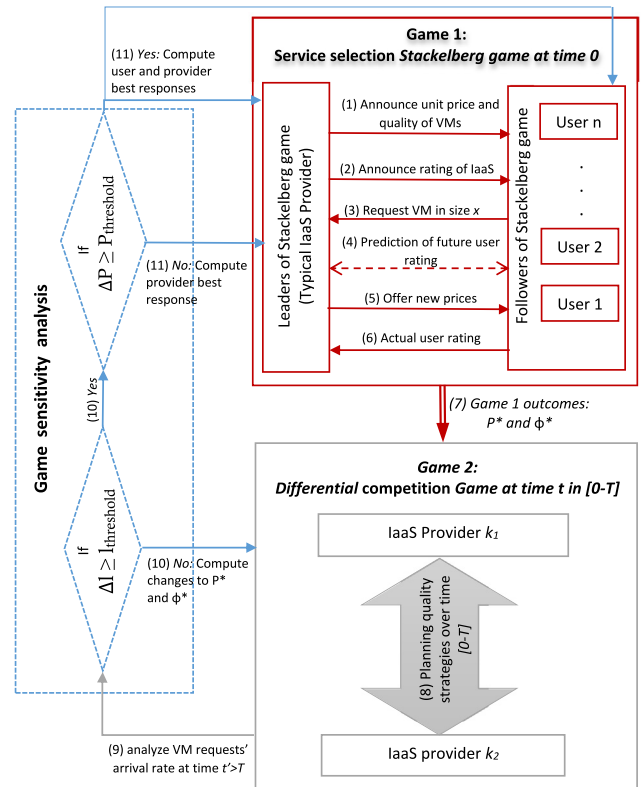 Game 1:
Service selection Stackelberg game at time 0
(11) Yes: Compute
user and provider
best responses
Leaders of Stackelberg game
(Typical IaaS Provider)
(1) Announce unit price and
quality of VMs
(2) Announce rating of IaaS
(3) Request VM in size x
(4) Prediction of future user
rating
(5) Offer new prices
(6) Actual user rating
Followers of Stackelberg game
User n
.
.
.
User 2
User 1
Game sensitivity analysis
If
ΔP ≥ Pthreshold
(11) No: Compute
provider best
response
(10) Yes
If
ΔI ≥ Ithreshold
(10) No: Compute
changes to P*
and ϕ*
(7) Game 1 outcomes:
P* and ϕ*
Game 2:
Differential competition Game at time t in [0-T]
IaaS Provider k1
(8) Planning quality
strategies over time
[0-T]
IaaS provider k2
(9) analyze VM requests’
arrival rate at time t’>T